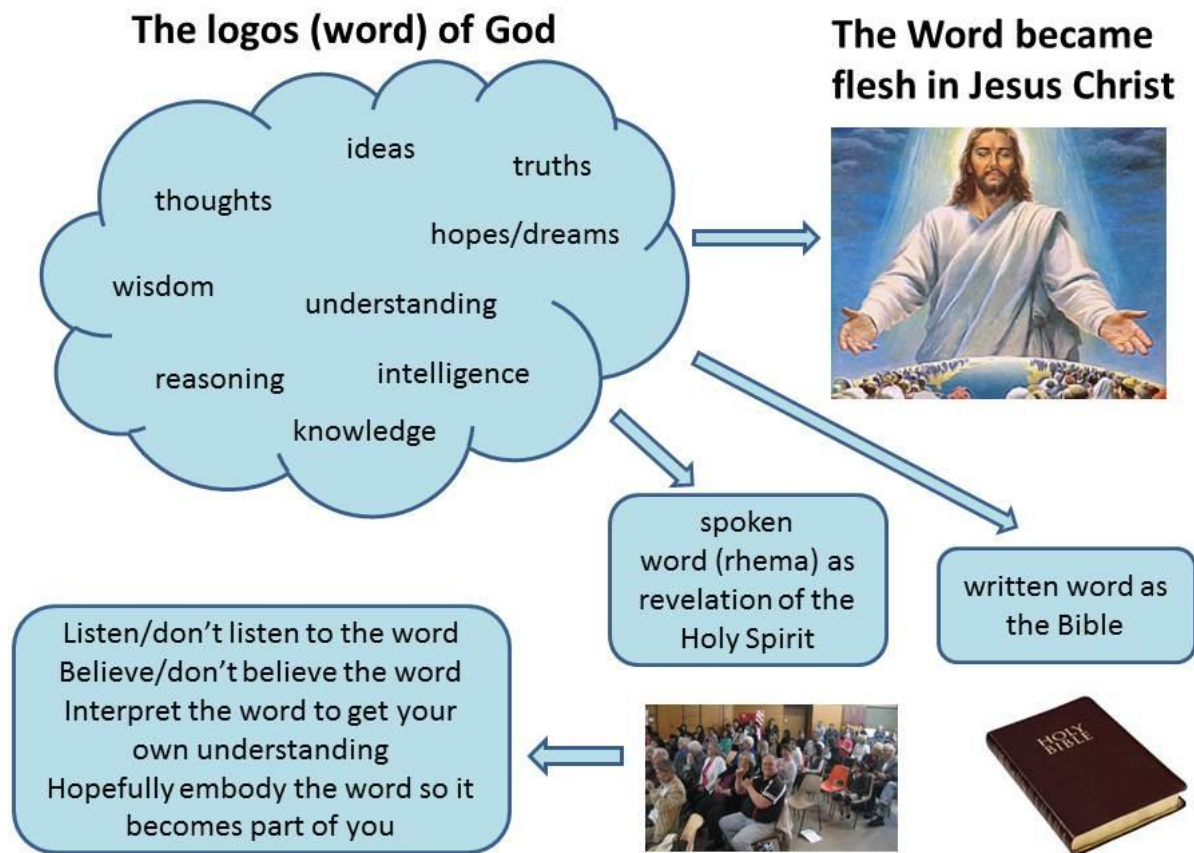 The logos (word) of God
The Word became
flesh in Jesus Christ
ideas
truths
thoughts
hopes/dreams
wisdom
understanding
reasoning
intelligence
knowledge
spoken
word (rhema) as
revelation of the
Holy Spirit
written word as
the Bible
Listen/don't listen to the word
Believe/don't believe the word
Interpret the word to get your
own understanding
Hopefully embody the word so it
becomes part of you
HOLY
BIBLE